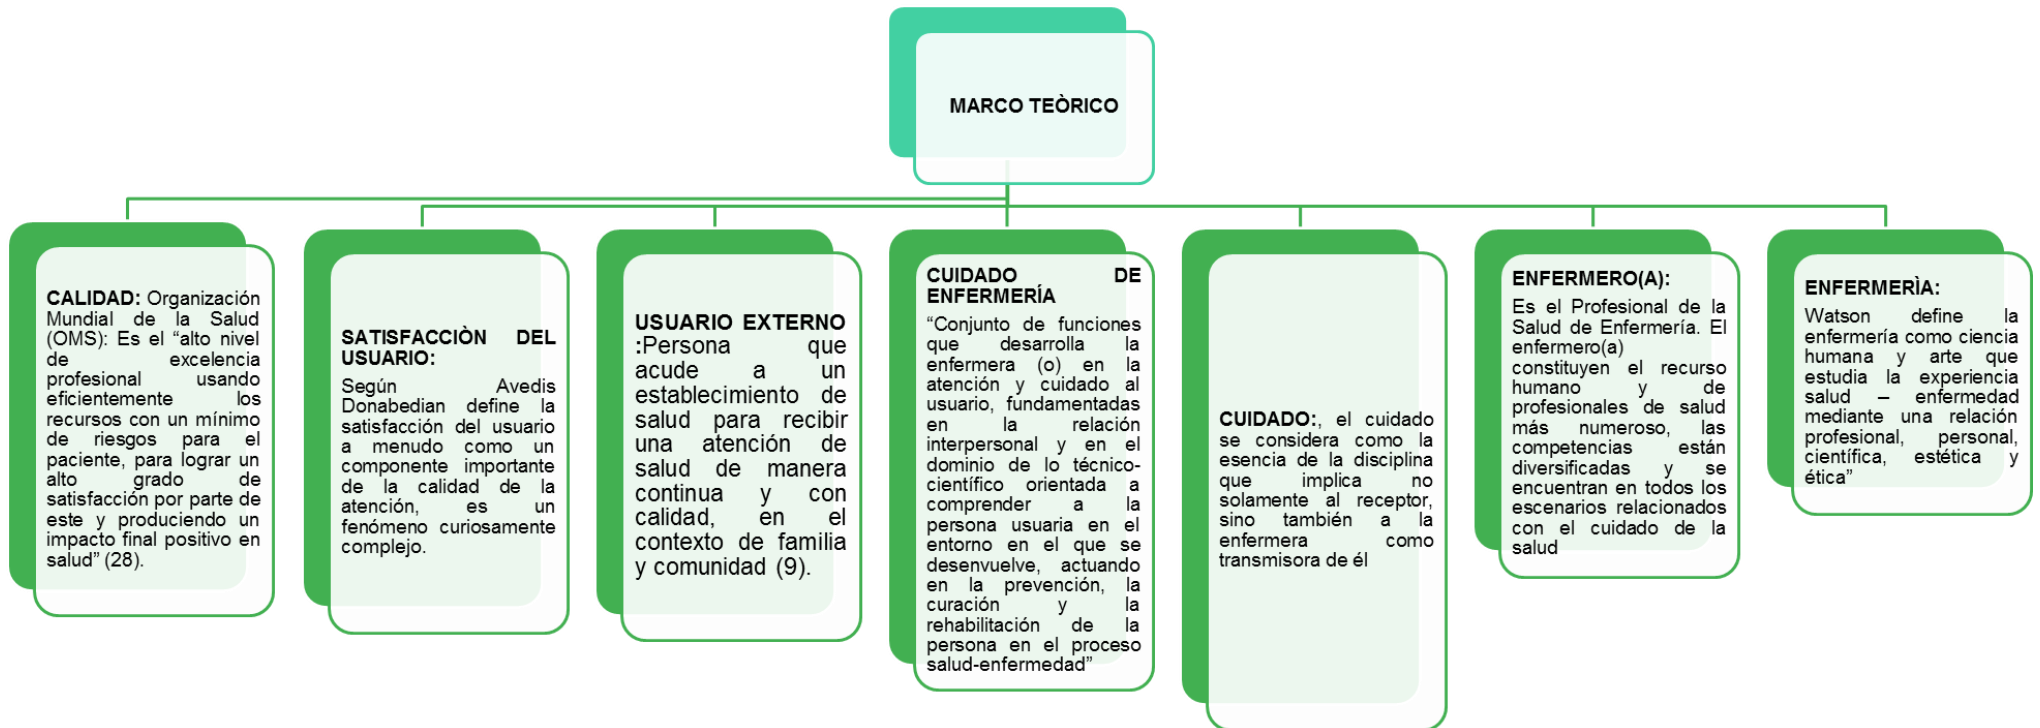 MARCO TEÒRICO
CALIDAD: Organización
Mundial de la Salud
(OMS): Es el “alto nivel
de excelencia
profesional usando
eficientemente los
recursos con un mínimo
de riesgos para el
paciente, para lograr un
alto grado de
satisfacción por parte de
este y produciendo un
impacto final positivo en
salud” (28).
SATISFACCIÒN DEL
USUARIO:
Según Avedis
Donabedian define la
satisfacción del usuario
a menudo como un
componente importante
de la calidad de la
atención, es un
fenómeno curiosamente
complejo.
USUARIO EXTERNO
:Persona que
acude a un
establecimiento de
salud para recibir
una atención de
salud de manera
continua y con
calidad, en el
contexto de familia
y comunidad (9).
CUIDADO DE
ENFERMERÍA
“Conjunto de funciones
que desarrolla la
enfermera (o) en la
atención y cuidado al
usuario, fundamentadas
en la relación
interpersonal y en el
dominio de lo técnico-
científico orientada a
comprender a la
persona usuaria en el
entorno en el que se
desenvuelve, actuando
en la prevención, la
curación y la
rehabilitación de la
persona en el proceso
salud-enfermedad”
CUIDADO:, el cuidado
se considera como la
esencia de la disciplina
que implica no
solamente al receptor,
sino también a la
enfermera como
transmisora de él
ENFERMERO(A):
Es el Profesional de la
Salud de Enfermería. El
enfermero(a)
constituyen el recurso
humano y de
profesionales de salud
más numeroso, las
competencias están
diversificadas y se
encuentran en todos los
escenarios relacionados
con el cuidado de la
salud
ENFERMERÌA:
Watson define la
enfermería como ciencia
humana y arte que
estudia la experiencia
salud – enfermedad
mediante una relación
profesional, personal,
científica, estética y
ética”